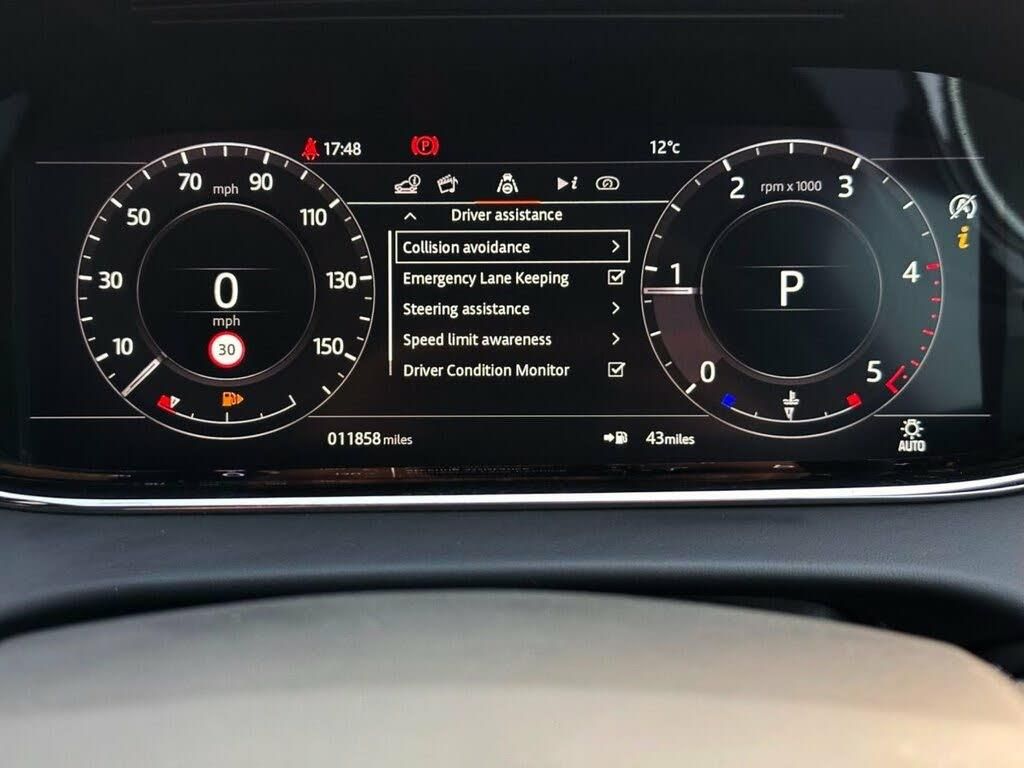 17:48
P
12°c
70 mph 90
50
110
30
130
10
150
0
mph
30
i
Driver assistance
Collision avoidance
Emergency Lane Keeping
Steering assistance
Speed limit awareness
Driver Condition Monitor
2 rpm x 1000 3
1
4
0
5
P
A
i
011858 miles
43miles
AUTO